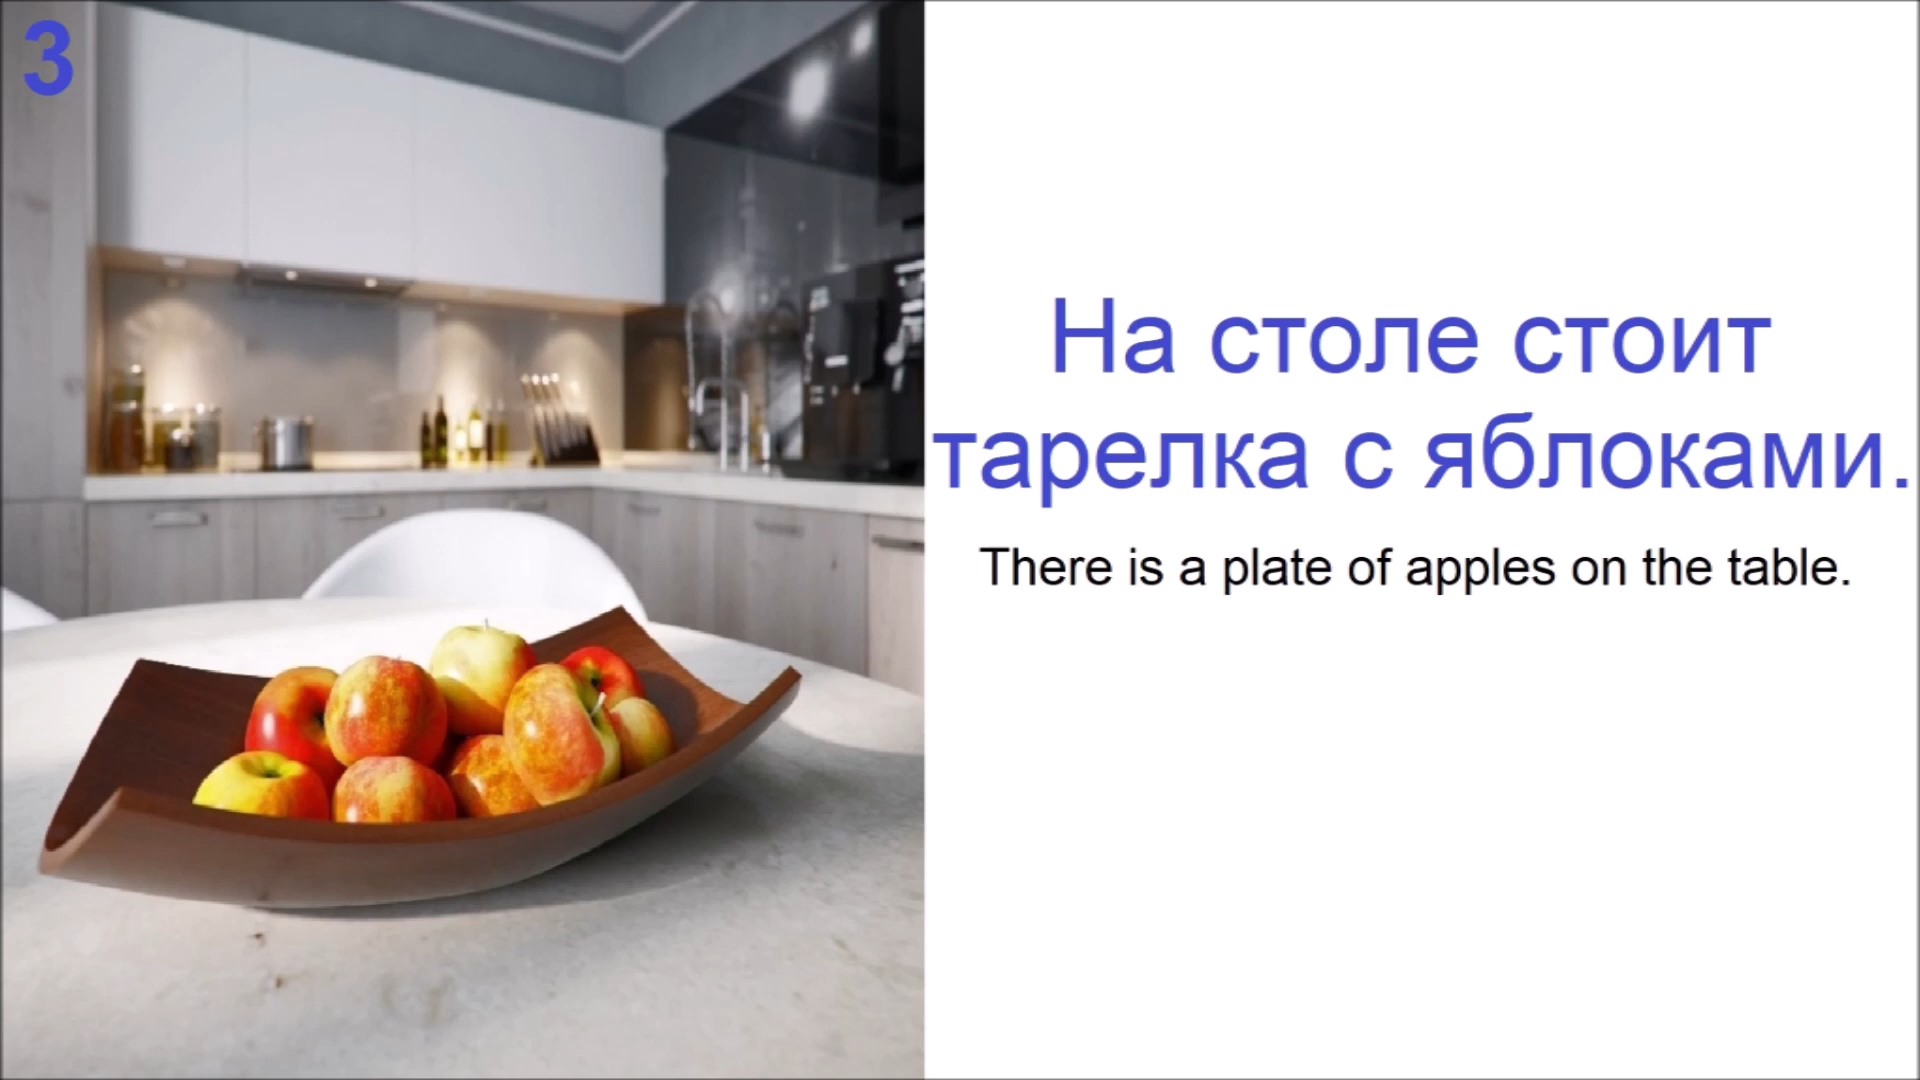 3
На столе стоит
тарелка с яблоками.
There is a plate of apples on the table.